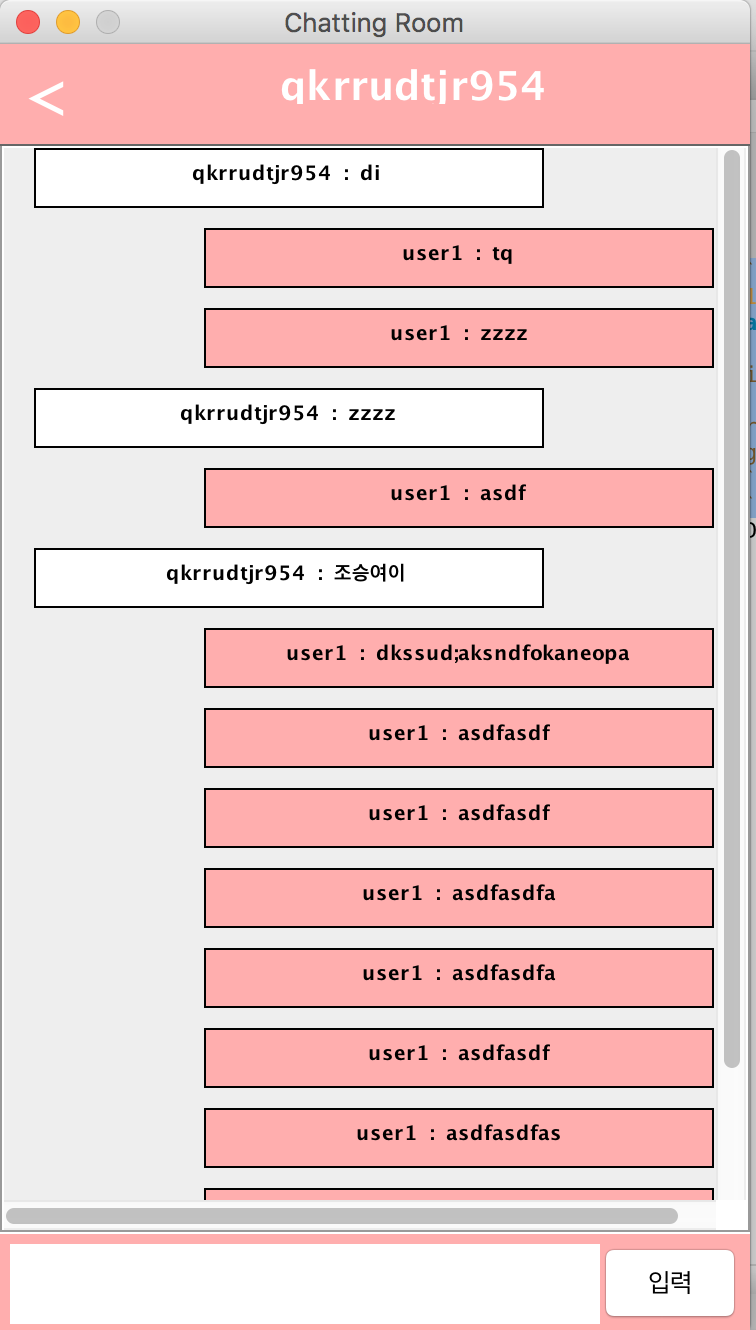 Chatting Room
<
qkrrudtjr954
qkrrudtjr954 : di
user1 : tq
user1 : zzzz
qkrrudtjr954 : zzzz
user1 : asdf
qkrrudtjr954 : 조승여이
user1 : dkssud;aksndfokaneopa
user1 : asdfasdf
user1 : asdfasdf
user1 : asdfasdfa
user1 : asdfasdfa
user1 : asdfasdf
user1 : asdfasdfas
입력